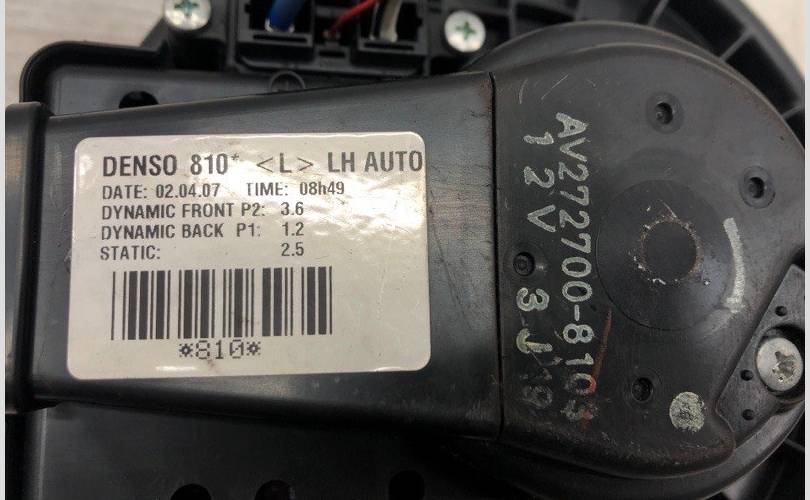 DENSO 810* <L> LH AUTO
DATE: 02.04.07 TIME: 08h49
DYNAMIC FRONT P2: 3.6
DYNAMIC BACK P1: 1.2
STATIC: 2.5
*810*
AV272700-8103
12V 3J19